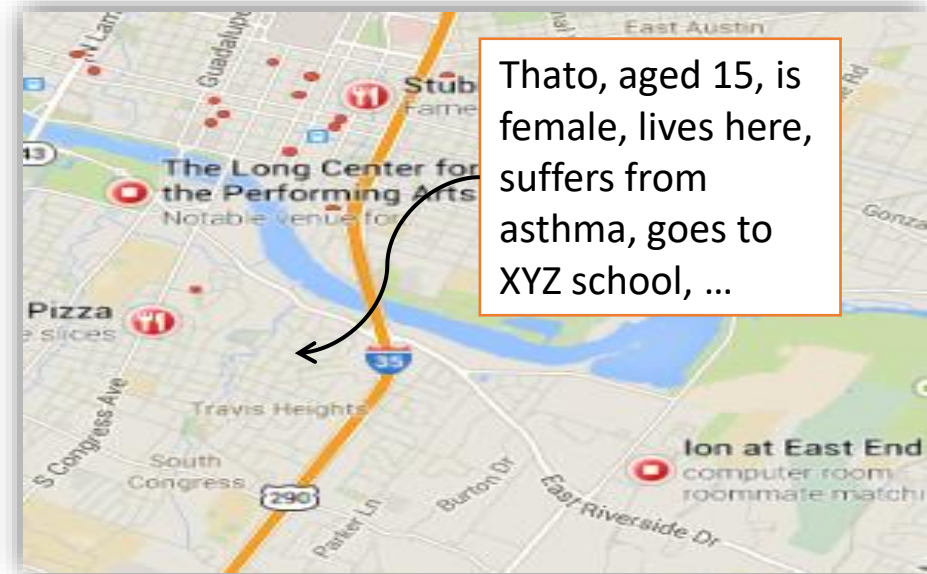 East Austin
N Lam
Guadalupe
Stub
Farne
Thato, aged 15, is
female, lives here,
suffers from
asthma, goes to
XYZ school, …
The Long Center for
the Performing Arts
Notable venue for
Gonza
Pizza
e slices
35
Travis Heights
S Congress Ave
South
Congress
290
Parker Ln
Burton Dr
East Riverside Dr
Ion at East End
computer room
roommate matchi